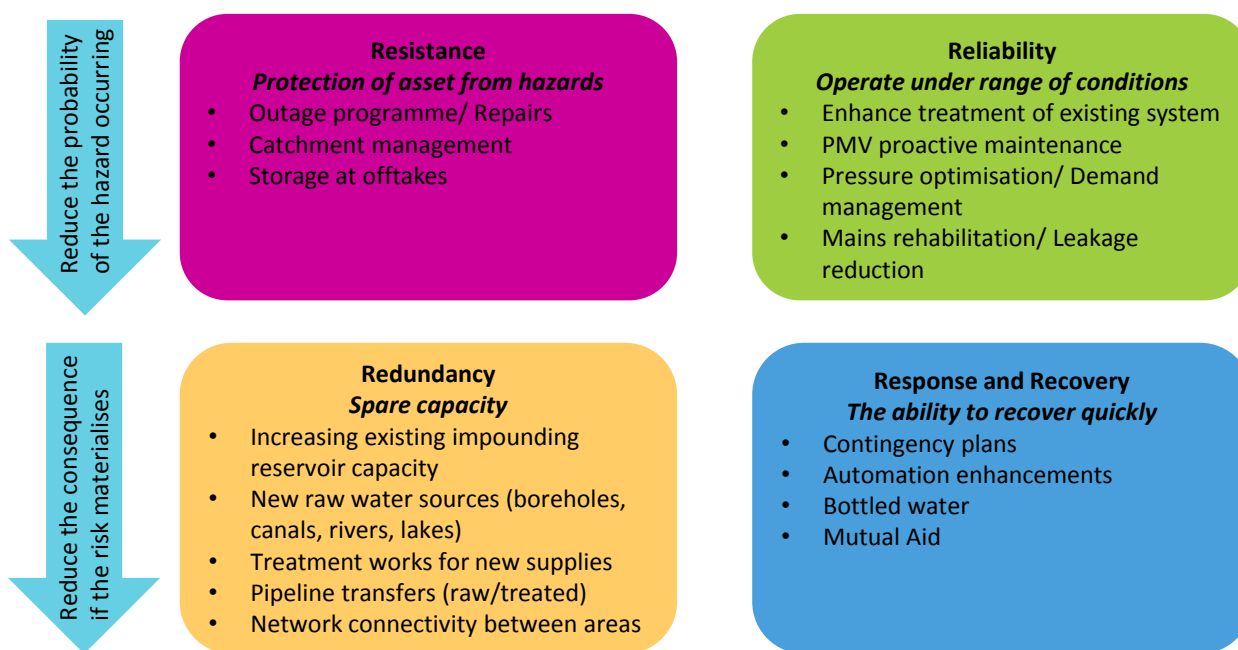 Reduce the probability
of the hazard occurring
Resistance
Protection of asset from hazards
• Outage programme/ Repairs
• Catchment management
• Storage at offtakes
Reliability
Operate under range of conditions
• Enhance treatment of existing system
• PMV proactive maintenance
• Pressure optimisation/ Demand
management
• Mains rehabilitation/ Leakage
reduction
Reduce the consequence
if the risk materialises
Redundancy
Spare capacity
• Increasing existing impounding
reservoir capacity
• New raw water sources (boreholes,
canals, rivers, lakes)
• Treatment works for new supplies
• Pipeline transfers (raw/treated)
• Network connectivity between areas
Response and Recovery
The ability to recover quickly
• Contingency plans
• Automation enhancements
• Bottled water
• Mutual Aid